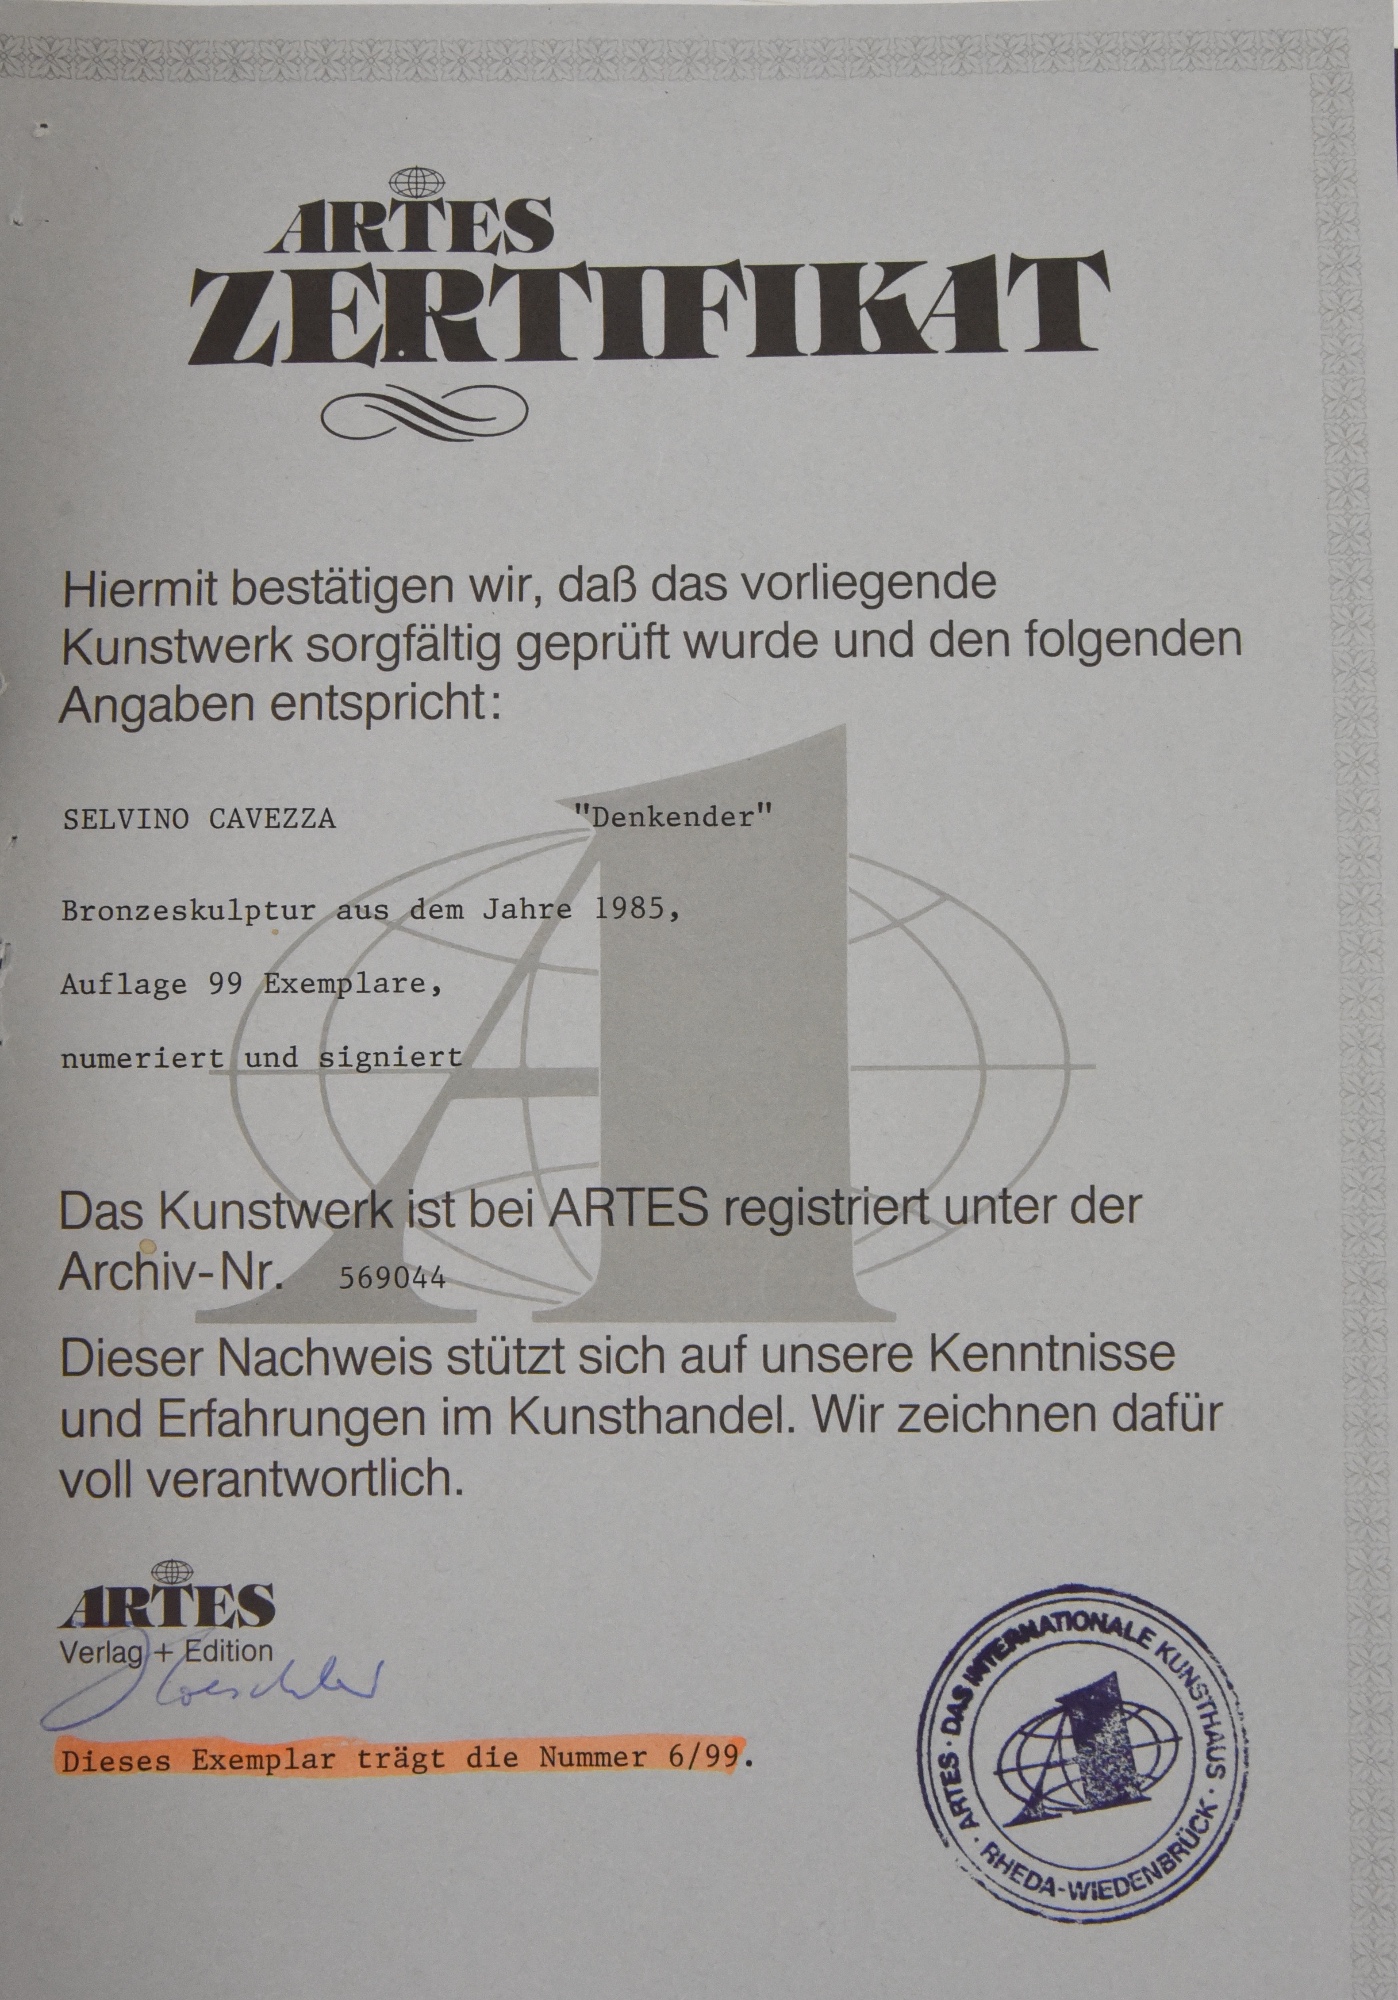 ARTES
ZERTIFIKAT
Hiermit bestätigen wir, daß das vorliegende
Kunstwerk sorgfältig geprüft wurde und den folgenden
Angaben entspricht:
SELVINO CAVEZZA "Denkender"
Bronzeskulptur aus dem Jahre 1985,
Auflage 99 Exemplare,
numeriert und signiert
Das Kunstwerk ist bei ARTES registriert unter der
Archiv-Nr. 569044
Dieser Nachweis stützt sich auf unsere Kenntnisse
und Erfahrungen im Kunsthandel. Wir zeichnen dafür
voll verantwortlich.
ARTES
Verlag + Edition
Dieses Exemplar trägt die Nummer 6/99.
ARTES · DAS INTERNATIONALE KUNSTHAUS ·
RHEDA-WIEDENBRÜCK ·